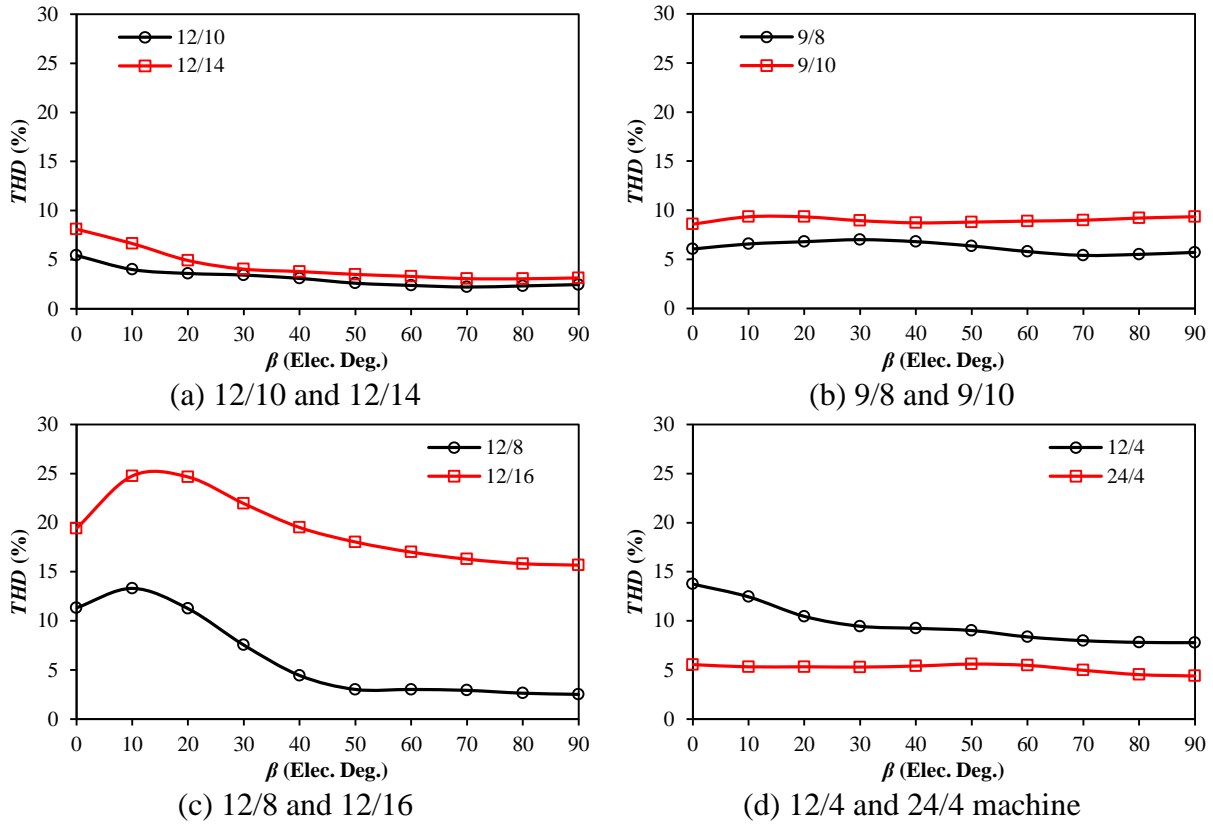 12/10
12/14
THD (%)
30
25
20
15
10
5
0
0 10 20 30 40 50 60 70 80 90
β (Elec. Deg.)
(a) 12/10 and 12/14
9/8
9/10
THD (%)
30
25
20
15
10
5
0
0 10 20 30 40 50 60 70 80 90
β (Elec. Deg.)
(b) 9/8 and 9/10
12/8
12/16
THD (%)
30
25
20
15
10
5
0
0 10 20 30 40 50 60 70 80 90
β (Elec. Deg.)
(c) 12/8 and 12/16
12/4
24/4
THD (%)
30
25
20
15
10
5
0
0 10 20 30 40 50 60 70 80 90
β (Elec. Deg.)
(d) 12/4 and 24/4 machine